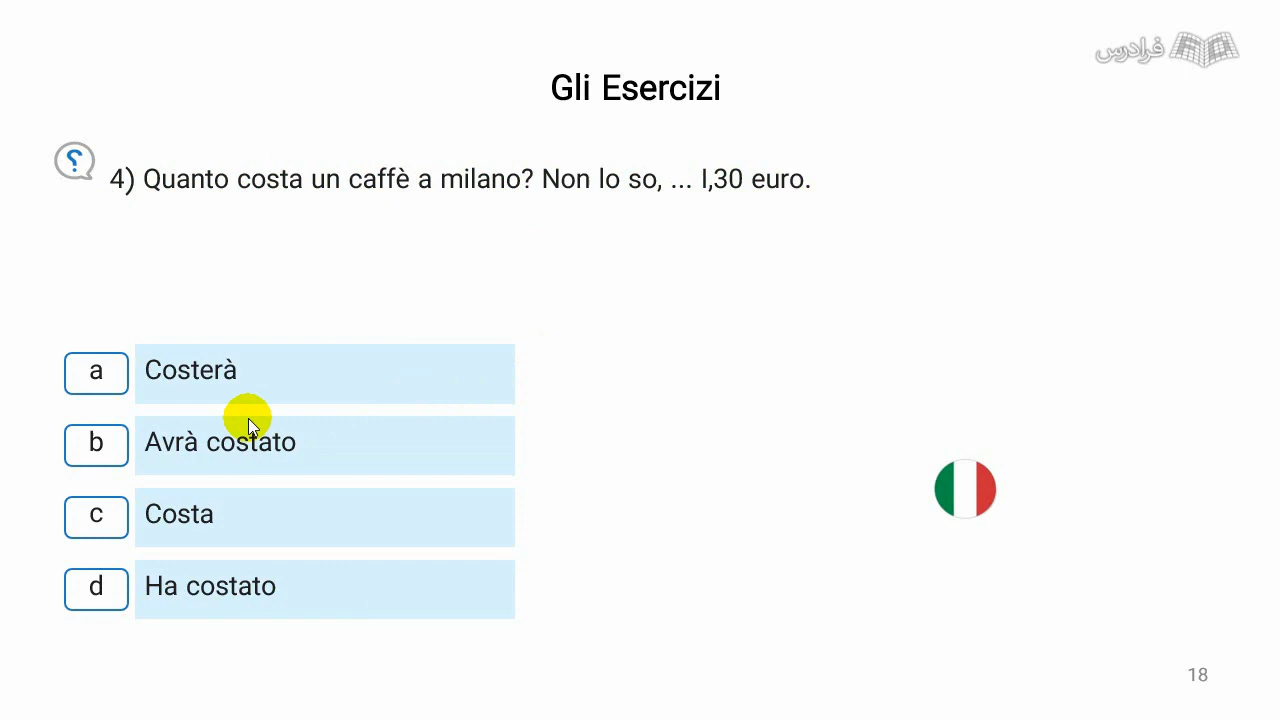 فرادرس
Gli Esercizi
؟
4) Quanto costa un caffè a milano? Non lo so, ... I,30 euro.
a Costerà
b Avrà costato
c Costa
d Ha costato
18